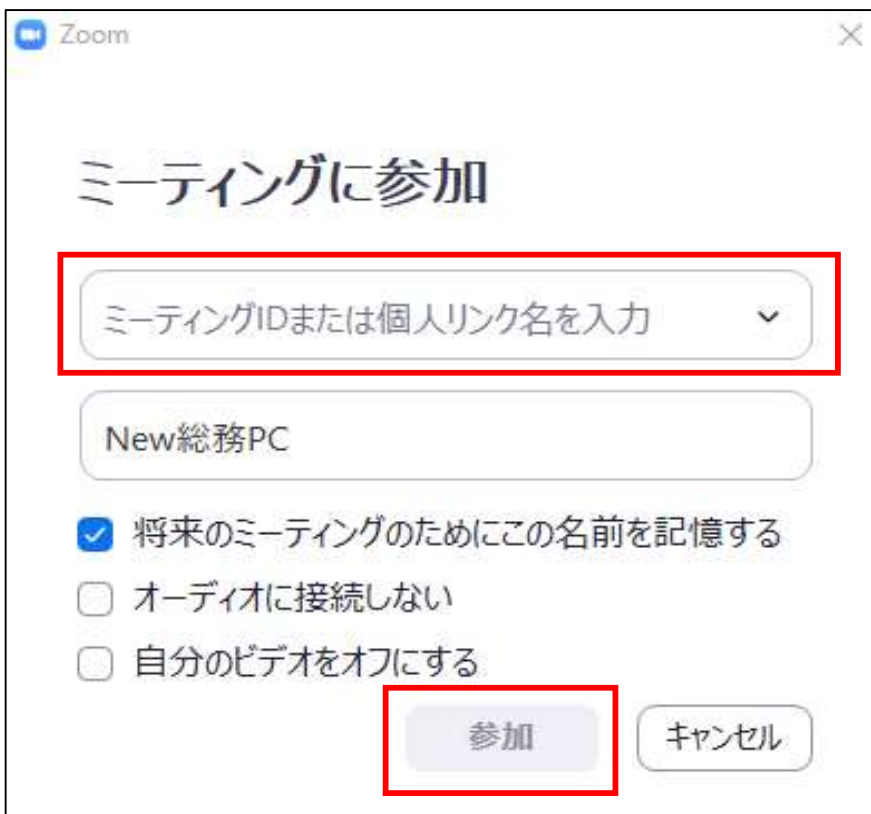 Zoom
ミーティングに参加
ミーティングIDまたは個人リンク名を入力
New総務PC
将来のミーティングのためにこの名前を記憶する
オーディオに接続しない
自分のビデオをオフにする
参加 キャンセル